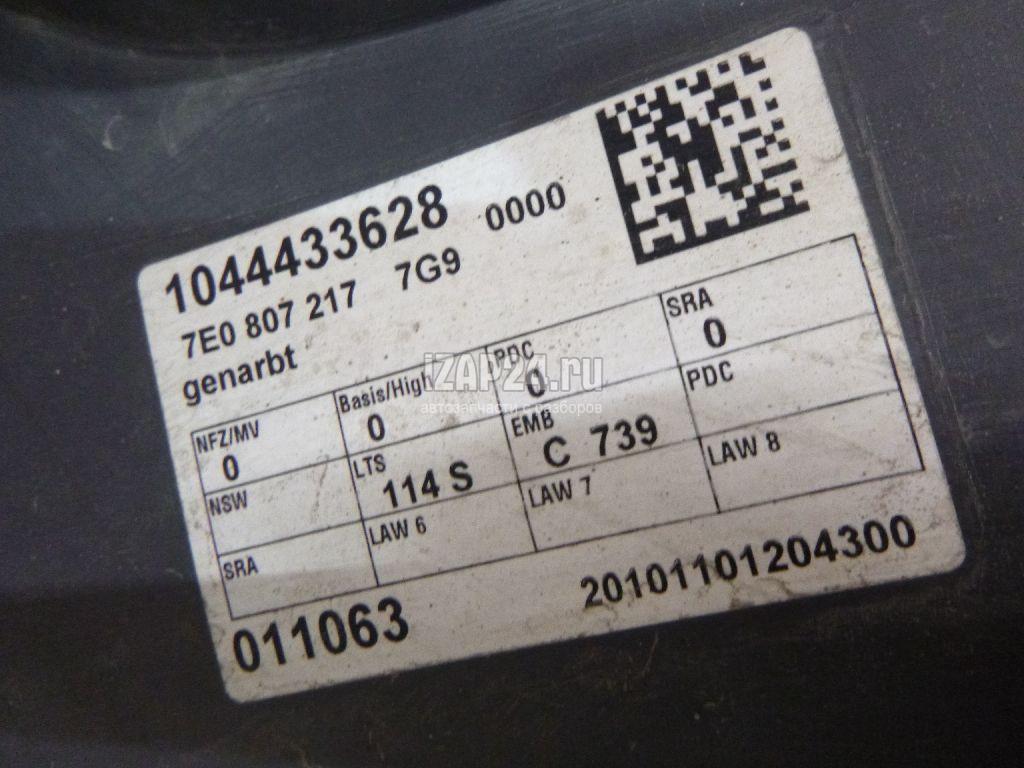 1044433628 0000
7E0 807 217 7G9
genarbt
NFZ/MV Basis/High PDC SRA
0 0 0 0
NSW LTS EMB PDC
114 S C 739
SRA LAW 6 LAW 7 LAW 8
011063 20101101204300
iZAP24.ru
автозапчасти с разборов